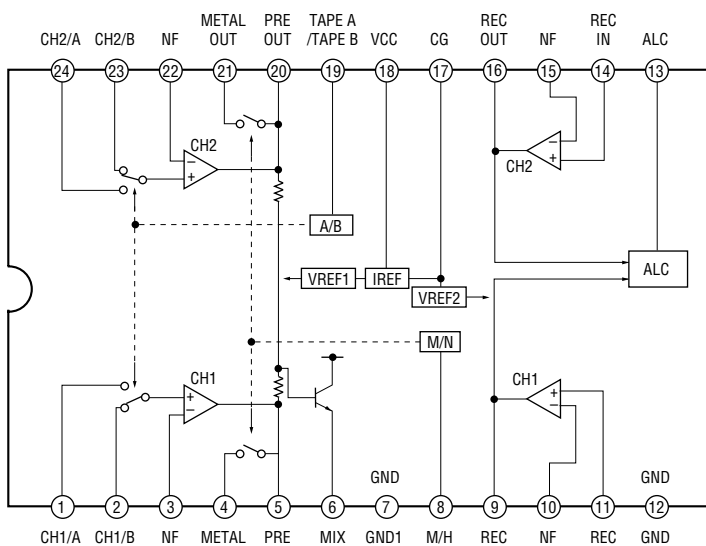 METAL PRE TAPE A REC REC
CH2/A CH2/B NF OUT OUT /TAPE B VCC CG OUT NF IN ALC
24 23 22 21 20 19 18 17 16 15 14 13
CH2
−
+
−
+
CH2
A/B
VREF1 IREF
ALC
VREF2
M/N
CH1
+
−
CH1
+
−
GND GND
1 2 3 4 5 6 7 8 9 10 11 12
CH1/A CH1/B NF METAL PRE MIX GND1 M/H REC NF REC GND